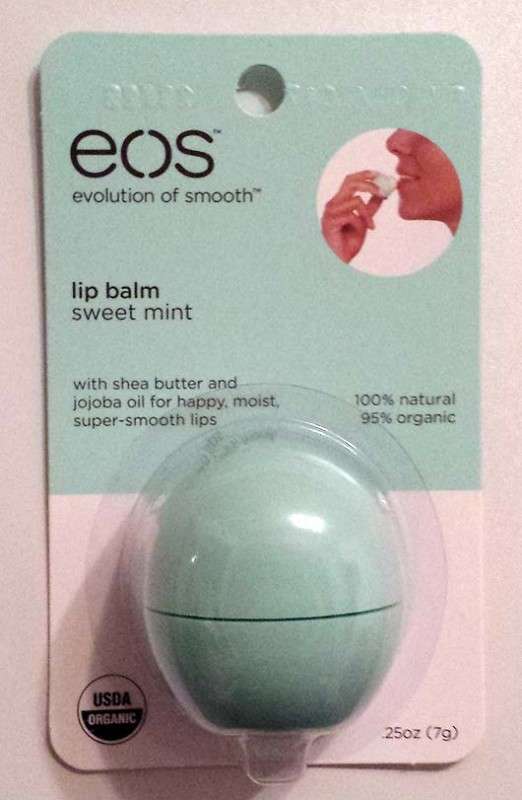 eos™
evolution of smooth™
lip balm
sweet mint
with shea butter and
jojoba oil for happy, moist,
super-smooth lips
100% natural
95% organic
USDA
ORGANIC
.25oz (7g)